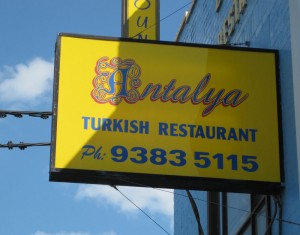 Antalya
TURKISH RESTAURANT
Ph: 9383 5115